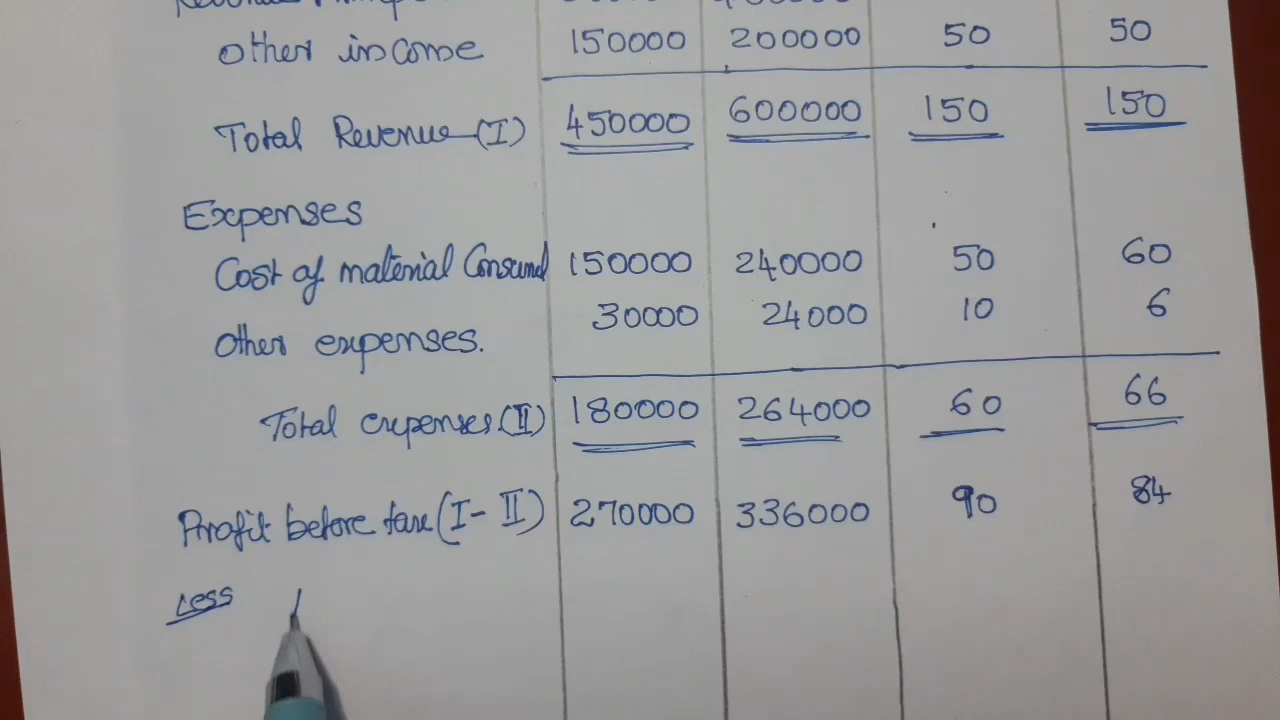 other income 150000 200000 50 50
Total Revenue (I) 450000 600000 150 150
Expenses
Cost of material Consumed 150000 240000 50 60
Other expenses. 30000 24000 10 6
Total expenses (II) 180000 264000 60 66
Profit before tax (I - II) 270000 336000 90 84
Less